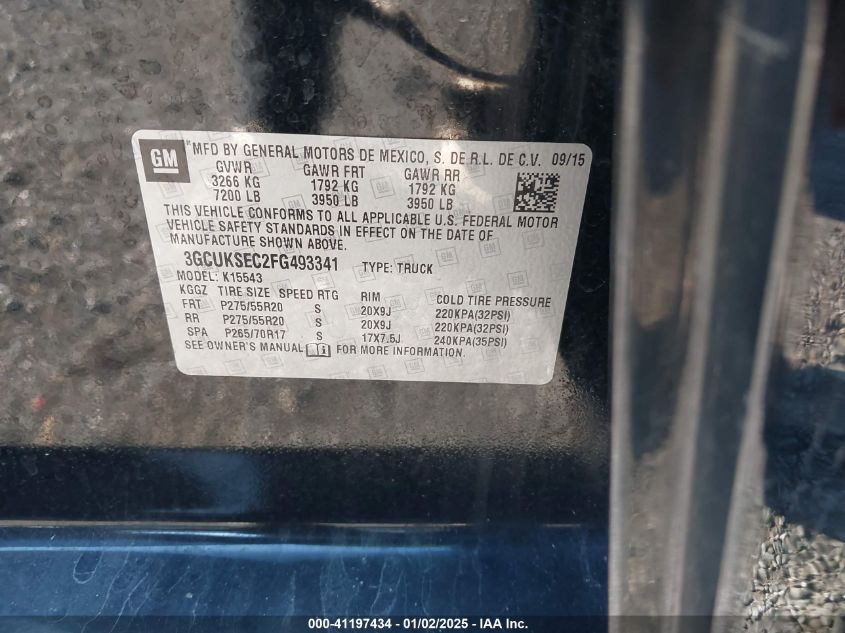 GM
*MFD BY GENERAL MOTORS DE MEXICO, S. DE R.L. DE C.V. 09/15
GVWR GAWR FRT GAWR RR
3266 KG 1792 KG 1792 KG
7200 LB 3950 LB 3950 LB
THIS VEHICLE CONFORMS TO ALL APPLICABLE U.S. FEDERAL MOTOR
VEHICLE SAFETY STANDARDS IN EFFECT ON THE DATE OF
MANUFACTURE SHOWN ABOVE.
3GCUKSEC2FG493341 TYPE: TRUCK
MODEL: K15543
KGGZ TIRE SIZE SPEED RTG RIM COLD TIRE PRESSURE
FRT P275/55R20 S 20X9J 220KPA(32PSI)
RR P275/55R20 S 20X9J 220KPA(32PSI)
SPA P265/70R17 S 17X7.5J 240KPA(35PSI)
SEE OWNER'S MANUAL FOR MORE INFORMATION.
000-41197434 - 01/02/2025 - IAA Inc.